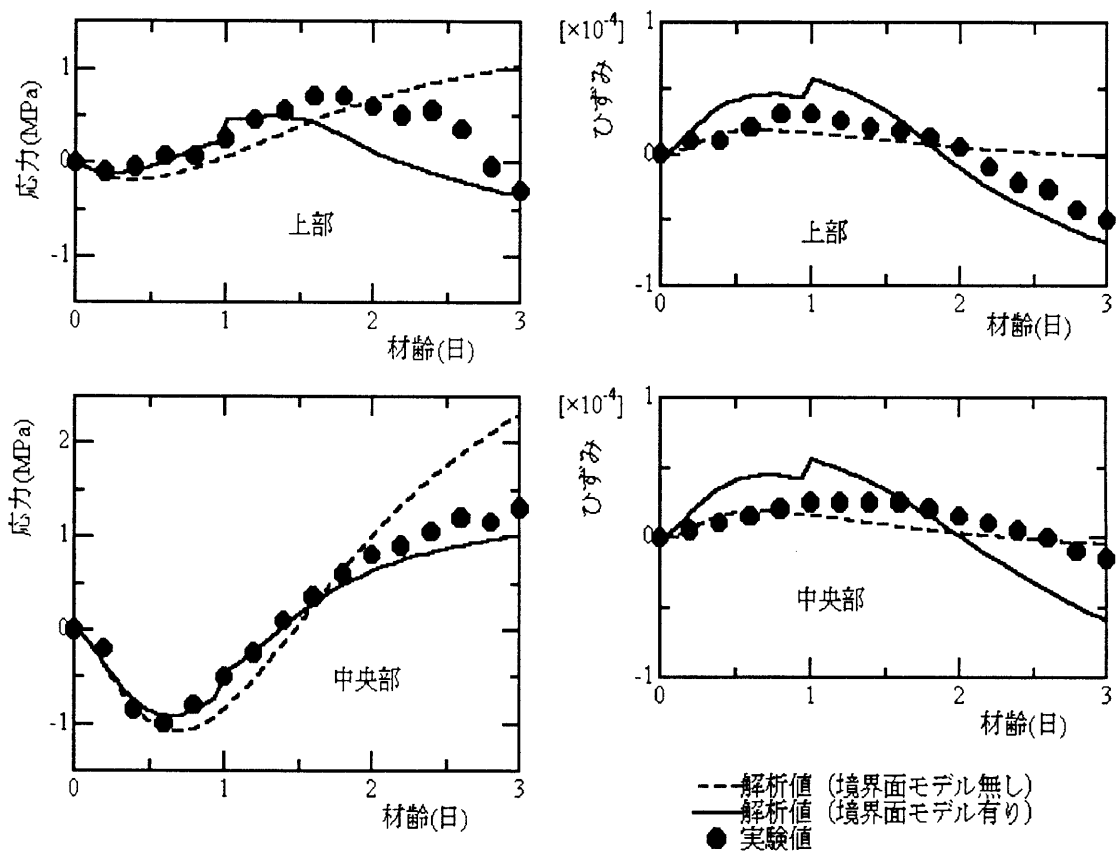 応力(MPa)
1
0
-1
上部
0 1 2 3
材齢(日)
[×10-4]
ひずみ
1
0
-1
上部
0 1 2 3
材齢(日)
応力(MPa)
2
1
0
-1
中央部
0 1 2 3
材齢(日)
[×10-4]
ひずみ
1
0
-1
中央部
0 1 2 3
材齢(日)
解析値 (境界面モデル無し)
解析値 (境界面モデル有り)
実験値